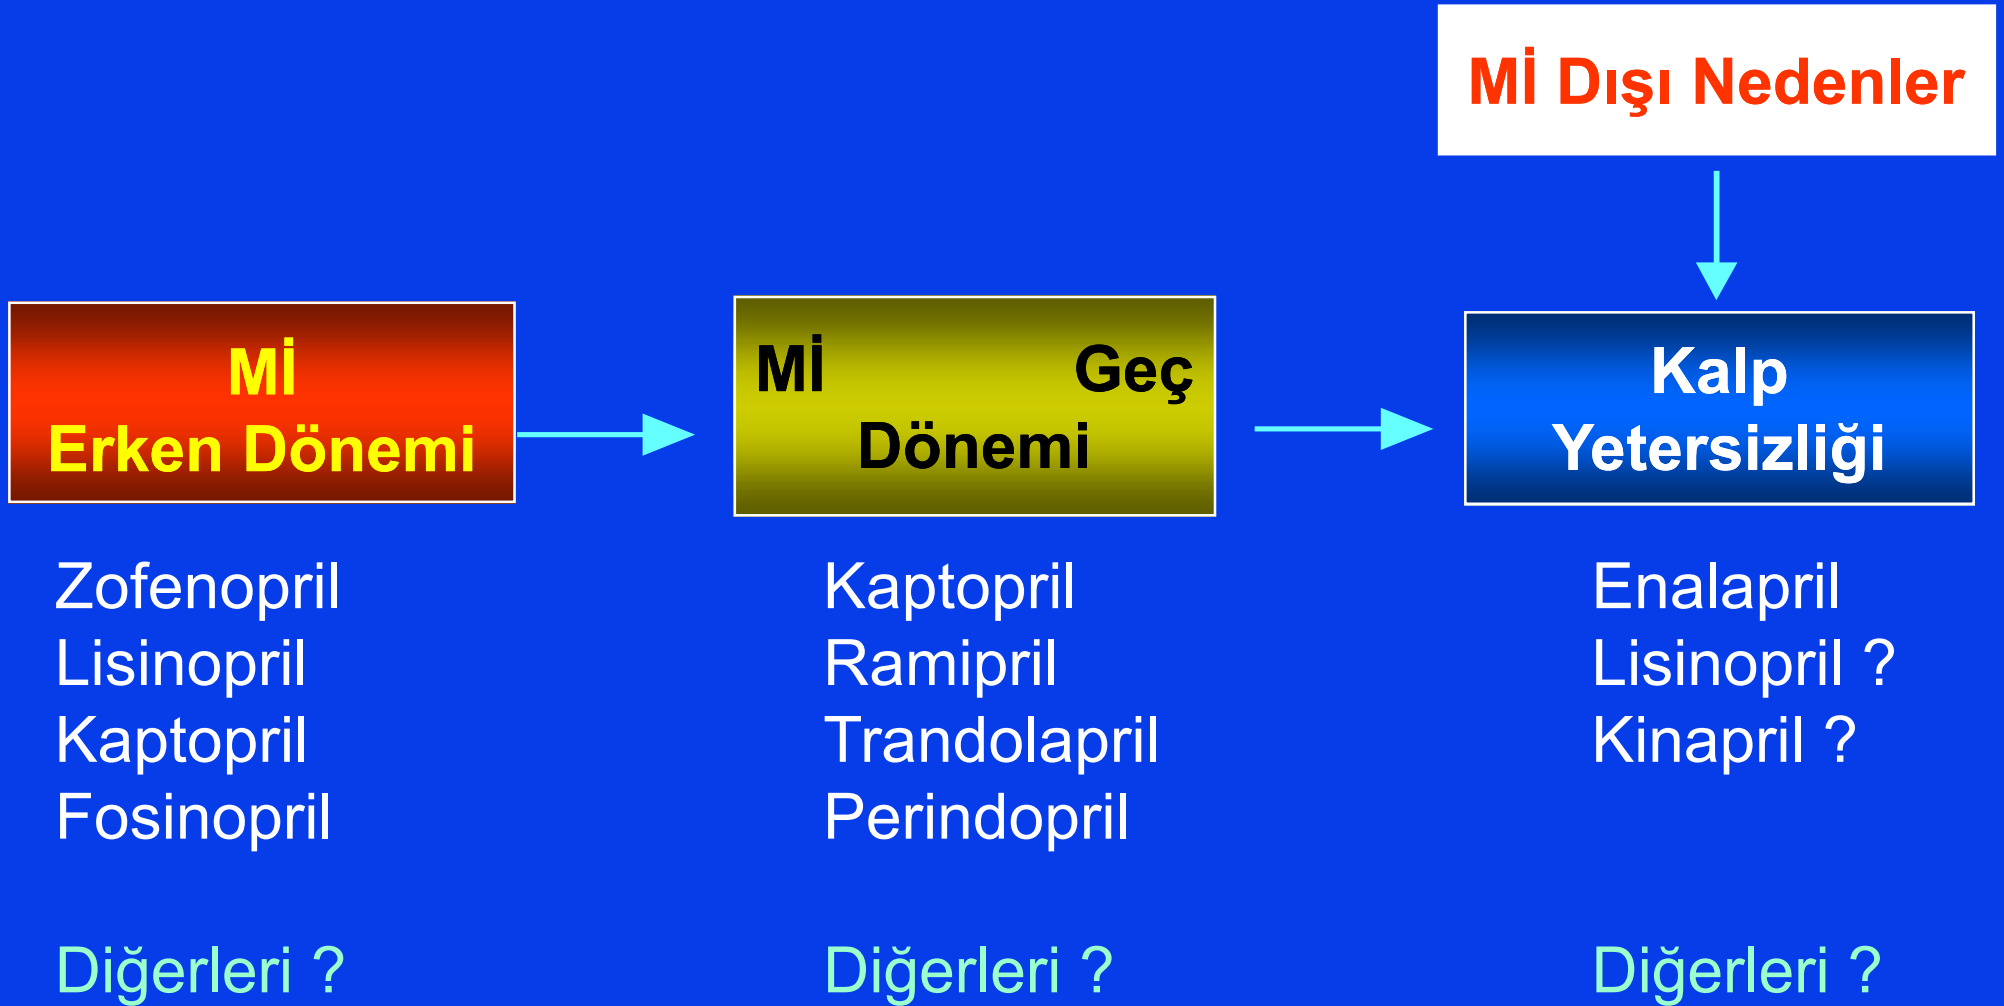 Mİ Dışı Nedenler
Mİ
Erken Dönemi
Mİ Geç
Dönemi
Kalp
Yetersizliği
Zofenopril
Lisinopril
Kaptopril
Fosinopril
Diğerleri ?
Kaptopril
Ramipril
Trandolapril
Perindopril
Diğerleri ?
Enalapril
Lisinopril ?
Kinapril ?
Diğerleri ?